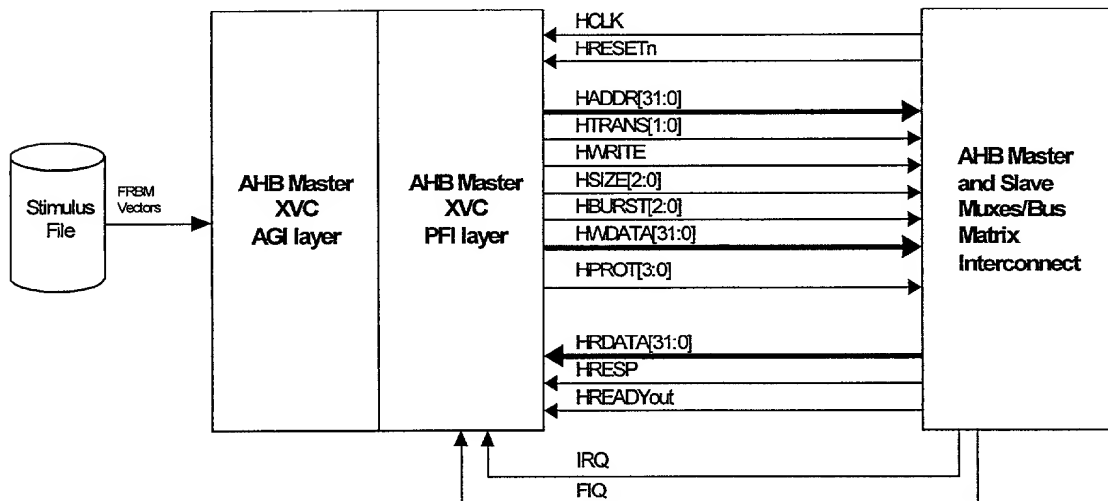 HCLK
HRESETn
HADDR[31:0]
HTRANS[1:0]
HWRITE
HSIZE[2:0]
HBURST[2:0]
HWDATA[31:0]
HPROT[3:0]
HRDATA[31:0]
HRESP
HREADYout
IRQ
FIQ
Stimulus
File
FRBM
Vectors
AHB Master
XVC
AGI layer
AHB Master
XVC
PFI layer
AHB Master
and Slave
Muxes/Bus
Matrix
Interconnect